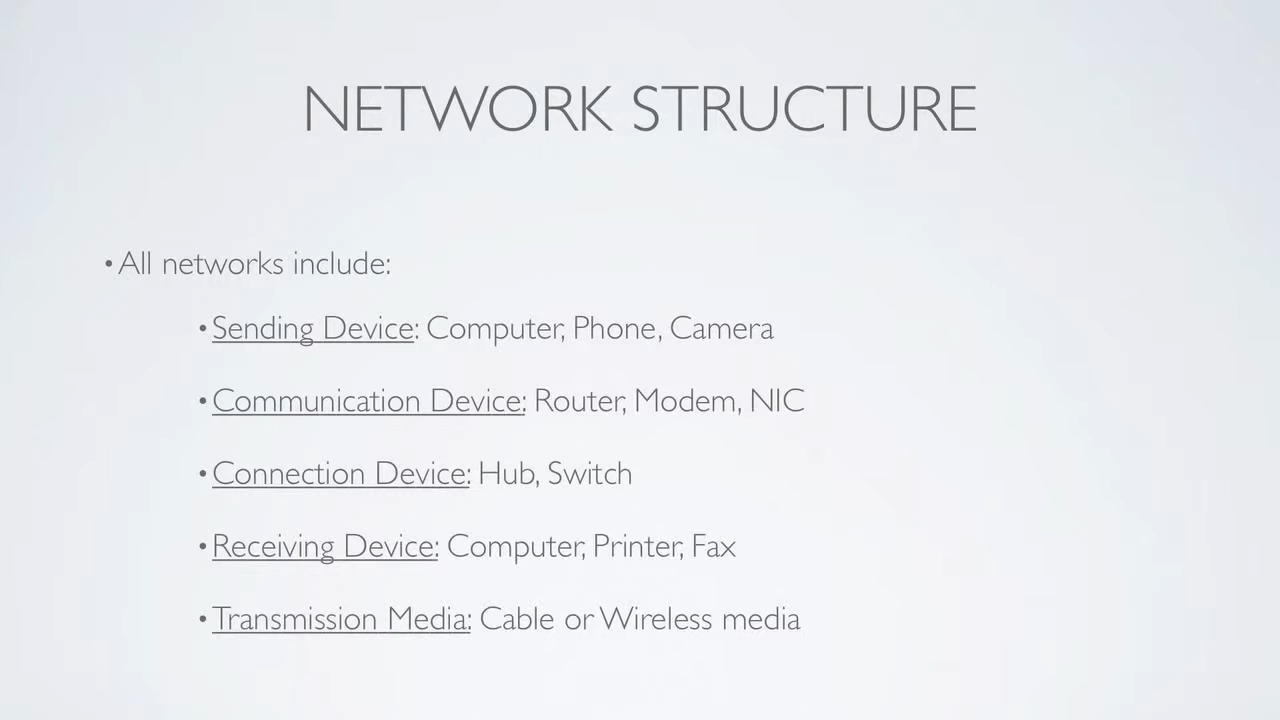 NETWORK STRUCTURE
• All networks include:
• Sending Device: Computer, Phone, Camera
• Communication Device: Router, Modem, NIC
• Connection Device: Hub, Switch
• Receiving Device: Computer, Printer, Fax
• Transmission Media: Cable or Wireless media